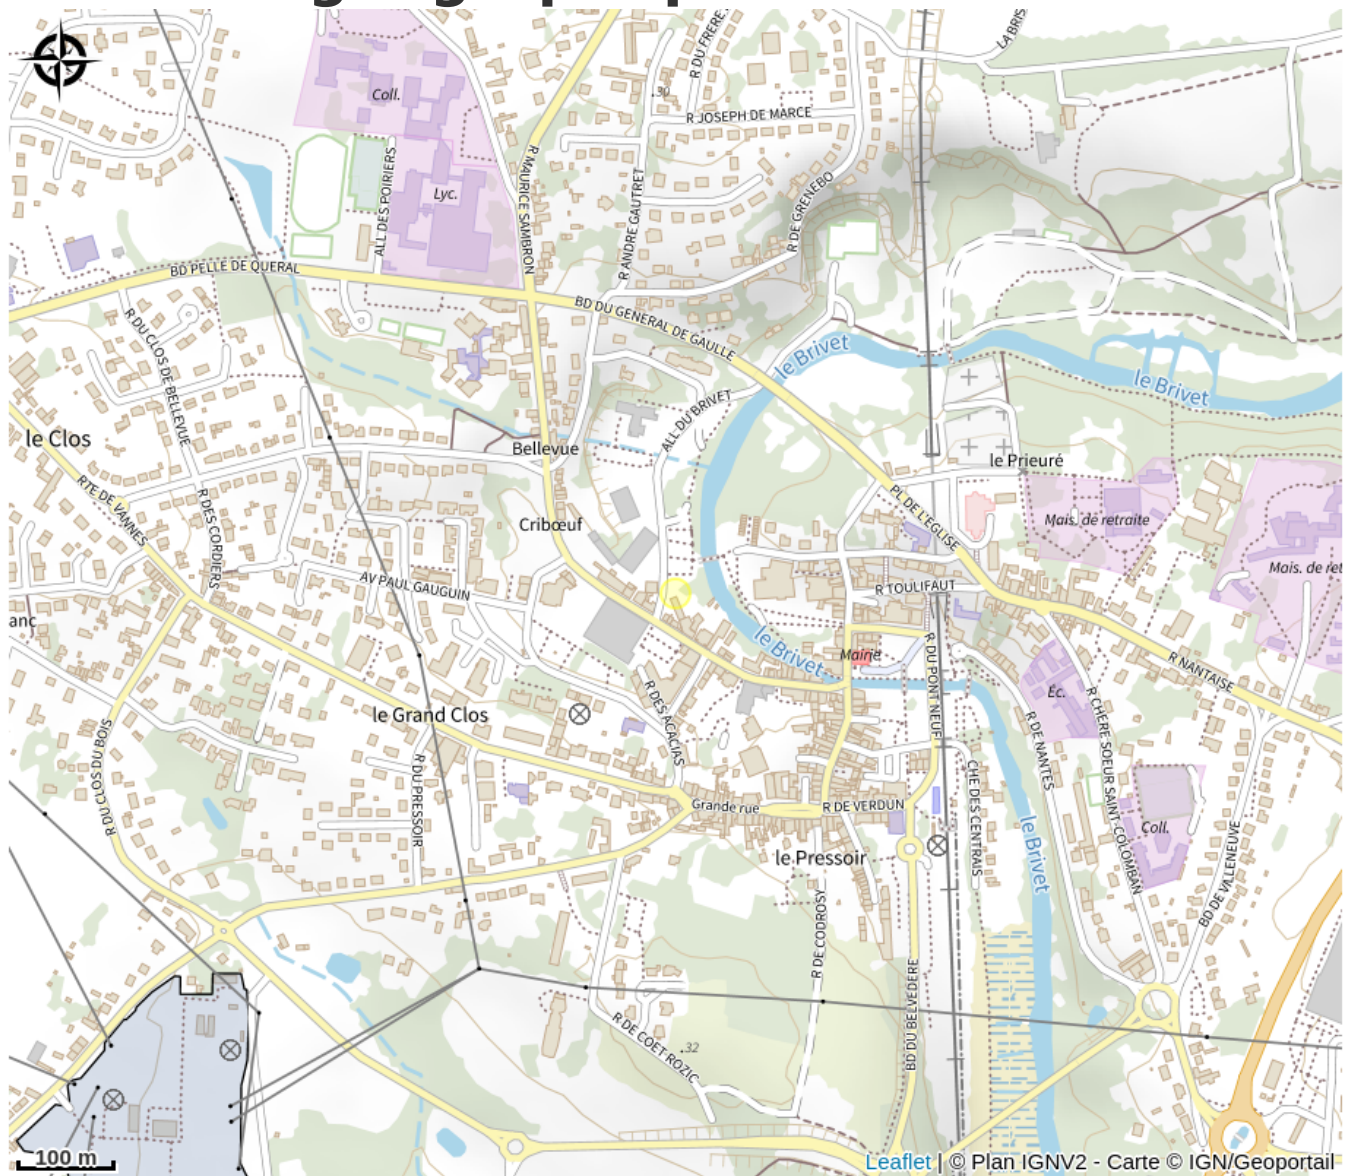 Coll.
R DU FRERE
LA BRIS
30
R JOSEPH DE MARCE
R MAURICE SAMBRON
ALL DES POIRIERS
Lyc.
R ANDRE GAUTRET
R DE GRENEBO
BD PELLE DE QUERAL
BD DU GENERAL DE GAULLE
R DU CLOS DE BELLEVUE
le Brivet
le Brivet
ALL DU BRIVET
le Clos
Bellevue
le Prieuré
RTE DE VANNES
R DES CORDIERS
Cribœuf
PL DE L'EGLISE
Mais. de retraite
Mais. de ret
AV PAUL GAUGUIN
R TOULIFAUT
anc
le Brivet
Mairie
R DU PONT NEUF
R NANTAISE
Éc.
R DES ACACIAS
R CHERE SOEUR SAINT-COLOMBAN
le Grand Clos
R DE NANTES
R DU CLOS DU BOIS
R DU PRESSOIR
CHE DES CENTRAIS
Grande rue
R DE VERDUN
Coll.
le Brivet
BD DE VILLENEUVE
le Pressoir
R DE CODROSY
BD DU BELVEDERE
R DE COET ROZIC
32
100 m
Leaflet | © Plan IGNV2 - Carte © IGN/Geoportail